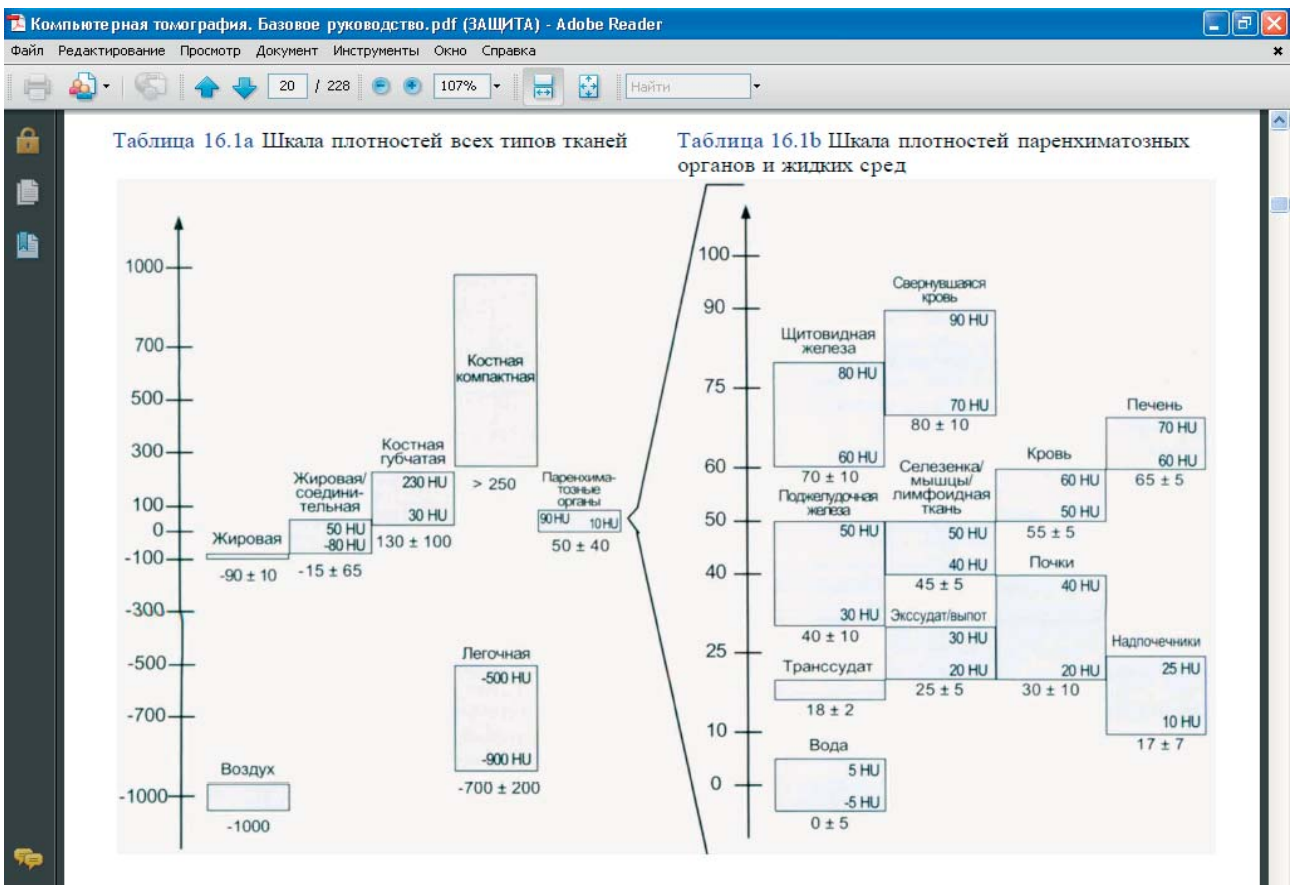 Компьютерная томография. Базовое руководство.pdf (ЗАЩИТА) - Adobe Reader
Файл Редактирование Просмотр Документ Инструменты Окно Справка
20 / 228 107% Найти
Таблица 16.1a Шкала плотностей всех типов тканей
Таблица 16.1b Шкала плотностей паренхиматозных
органов и жидких сред
1000
700
500
300
100
0
-100
-300
-500
-700
-1000
Костная
компактная
> 250
Костная
губчатая
230 HU
30 HU
130 ± 100
Жировая/
соедини-
тельная
50 HU
-80 HU
-15 ± 65
Жировая
-90 ± 10
Паренхима-
тозные
органы
90 HU 10 HU
50 ± 40
Легочная
-500 HU
-900 HU
-700 ± 200
Воздух
-1000
100
90
75
60
50
40
25
10
0
Свернувшаяся
кровь
90 HU
70 HU
80 ± 10
Щитовидная
железа
80 HU
60 HU
70 ± 10
Печень
70 HU
60 HU
65 ± 5
Кровь
60 HU
50 HU
55 ± 5
Селезенка/
мышцы/
лимфоидная
ткань
50 HU
40 HU
45 ± 5
Поджелудочная
железа
50 HU
30 HU
40 ± 10
Почки
40 HU
20 HU
30 ± 10
Экссудат/выпот
30 HU
20 HU
25 ± 5
Надпочечники
25 HU
10 HU
17 ± 7
Транссудат
18 ± 2
Вода
5 HU
-5 HU
0 ± 5